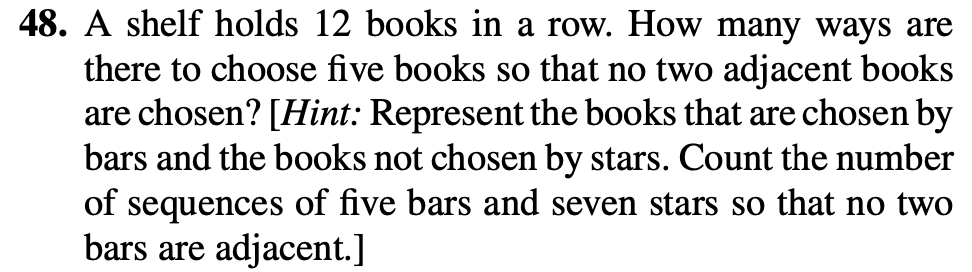 48. A shelf holds 12 books in a row. How many ways are
there to choose five books so that no two adjacent books
are chosen? [Hint: Represent the books that are chosen by
bars and the books not chosen by stars. Count the number
of sequences of five bars and seven stars so that no two
bars are adjacent.]